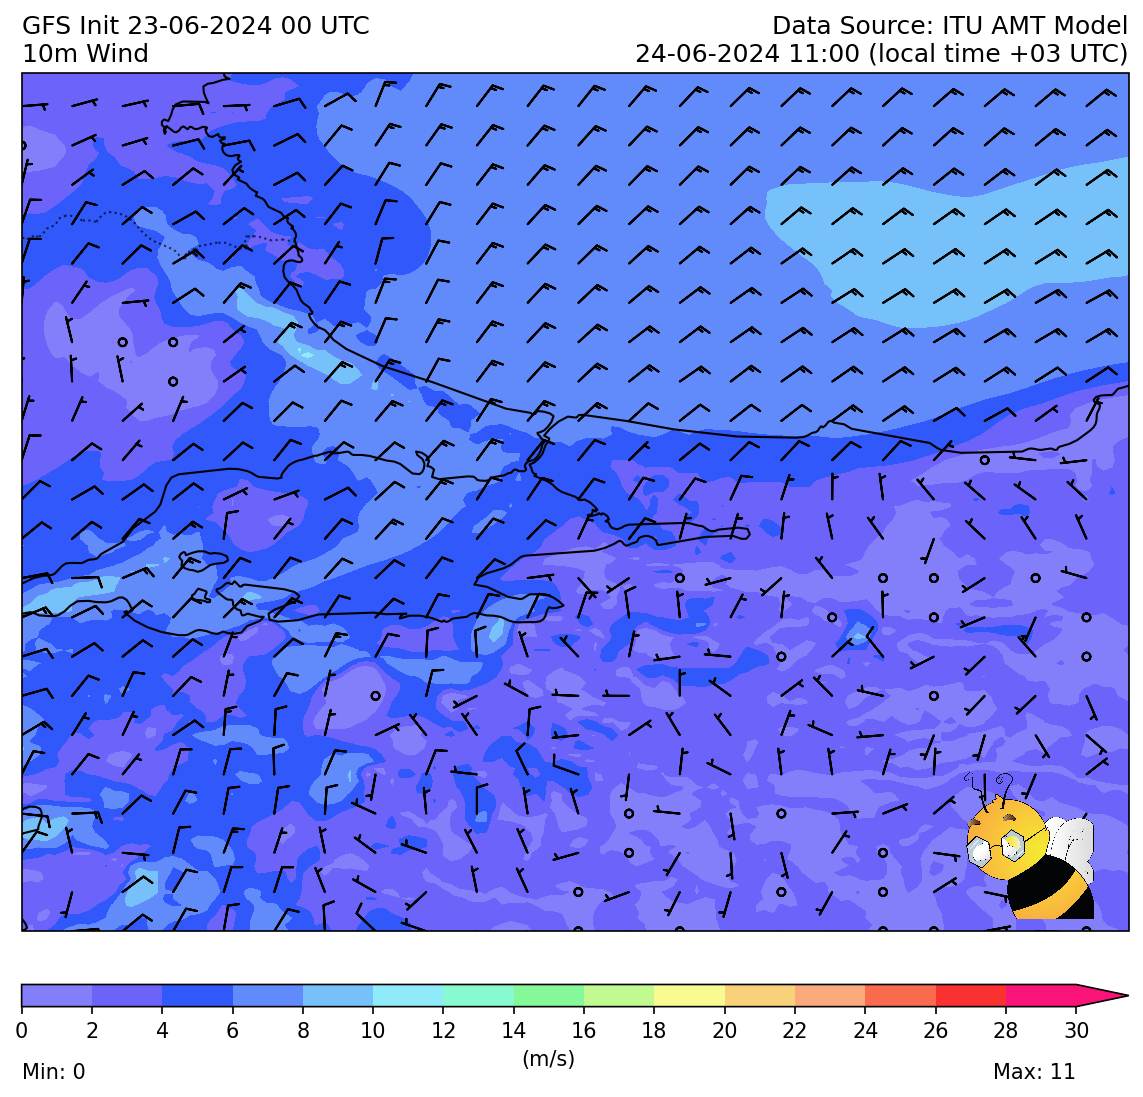 GFS Init 23-06-2024 00 UTC
Data Source: ITU AMT Model
10m Wind
24-06-2024 11:00 (local time +03 UTC)
0 2 4 6 8 10 12 14 16 18 20 22 24 26 28 30
(m/s)
Min: 0
Max: 11